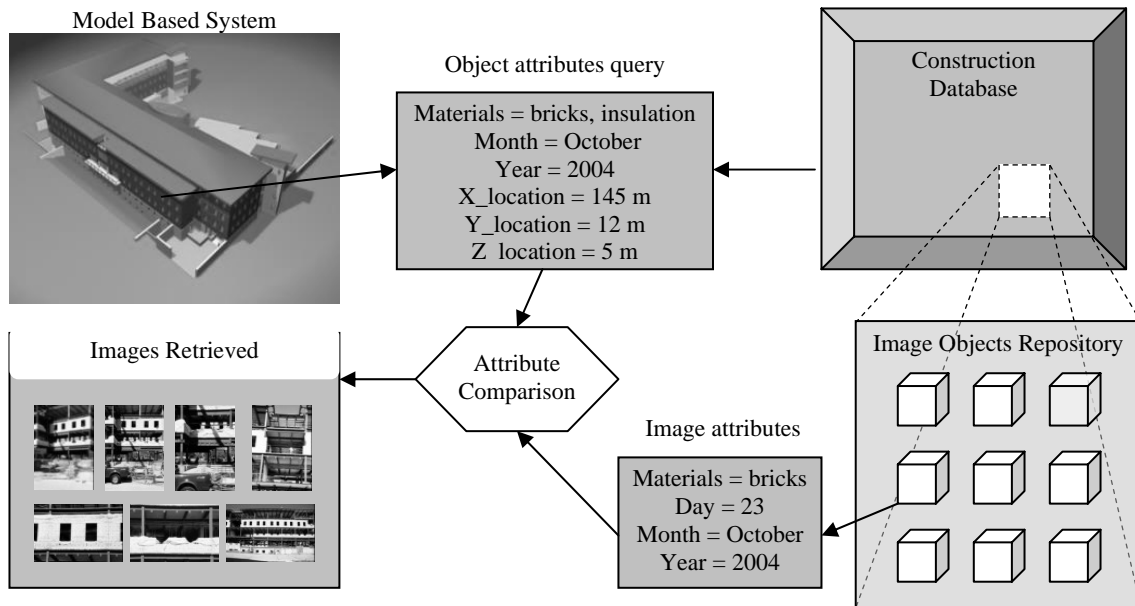 Model Based System
Object attributes query
Materials = bricks, insulation
Month = October
Year = 2004
X_location = 145 m
Y_location = 12 m
Z_location = 5 m
Construction
Database
Images Retrieved
Attribute
Comparison
Image attributes
Materials = bricks
Day = 23
Month = October
Year = 2004
Image Objects Repository